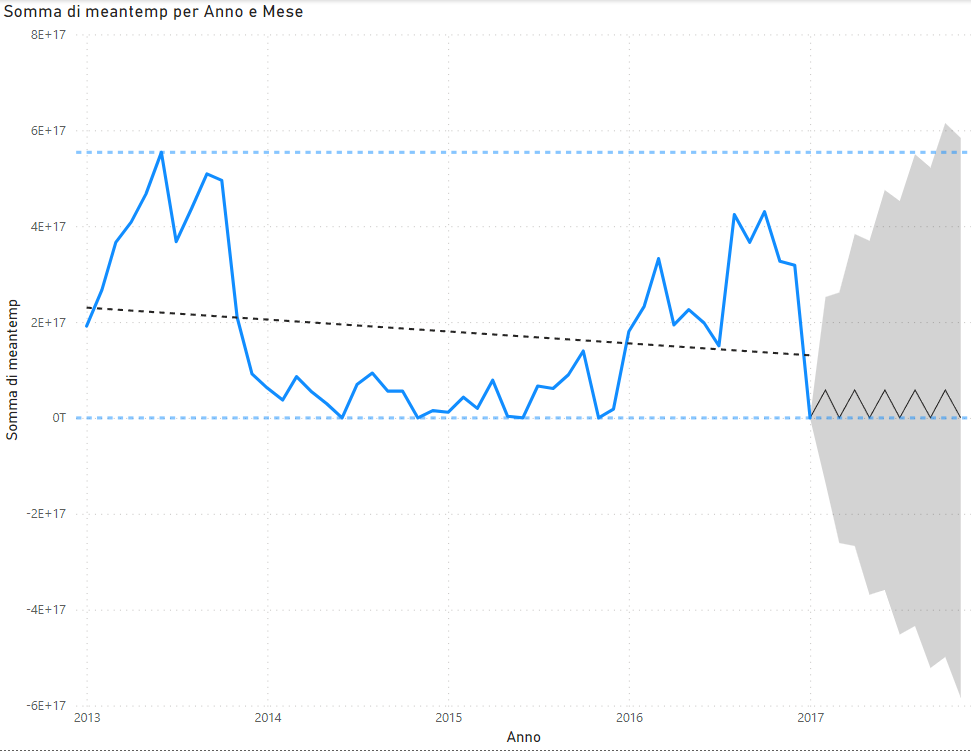 Somma di meantemp per Anno e Mese
8E+17
6E+17
4E+17
2E+17
0T
-2E+17
-4E+17
-6E+17
Somma di meantemp
2013 2014 2015 2016 2017
Anno